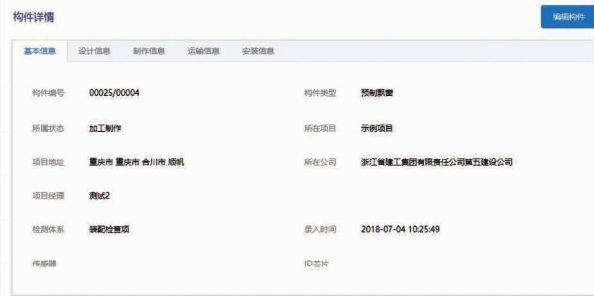 构件详情 编辑构件
基本信息 设计信息 制作信息 运输信息 安装信息
构件编号 00025/00004 构件类型 预制飘窗
所属状态 加工制作 所在项目 示例项目
项目地址 重庆市 重庆市 合川市 顺帆 所在公司 浙江省建工集团有限责任公司第五建设公司
项目经理 测试2
检测体系 装配检查项 录入时间 2018-07-04 10:25:49
传感器 ID芯片